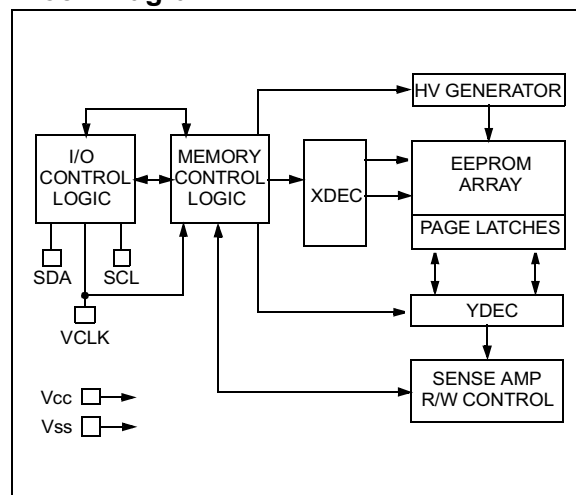 HV GENERATOR
I/O
CONTROL
LOGIC
MEMORY
CONTROL
LOGIC
XDEC
EEPROM
ARRAY
PAGE LATCHES
SDA
SCL
VCLK
YDEC
SENSE AMP
R/W CONTROL
Vcc
Vss